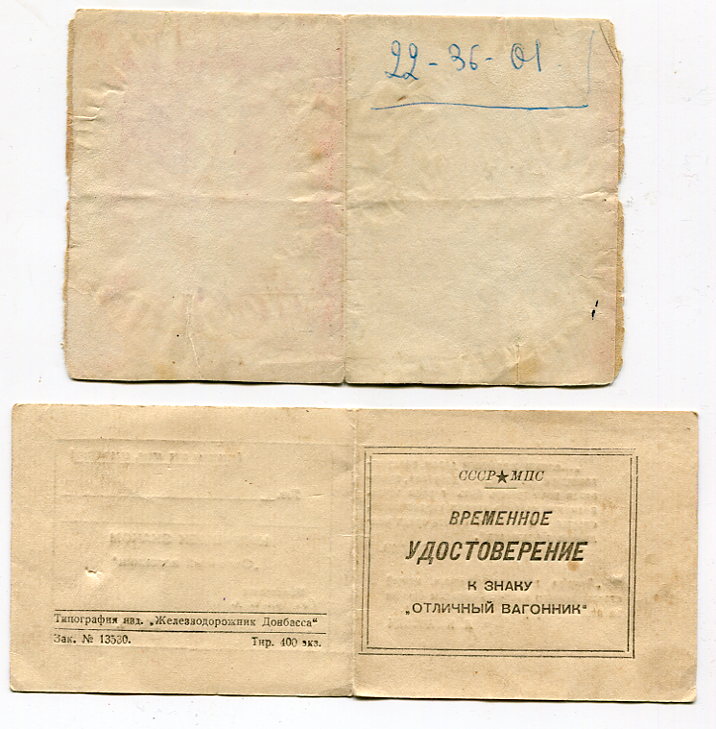 22-36-01
СССР★МПС
ВРЕМЕННОЕ
УДОСТОВЕРЕНИЕ
К ЗНАКУ
„ОТЛИЧНЫЙ ВАГОННИК“
Типография изд. „Железнодорожник Донбасса“
Зак. № 13530. Тир. 400 экз.